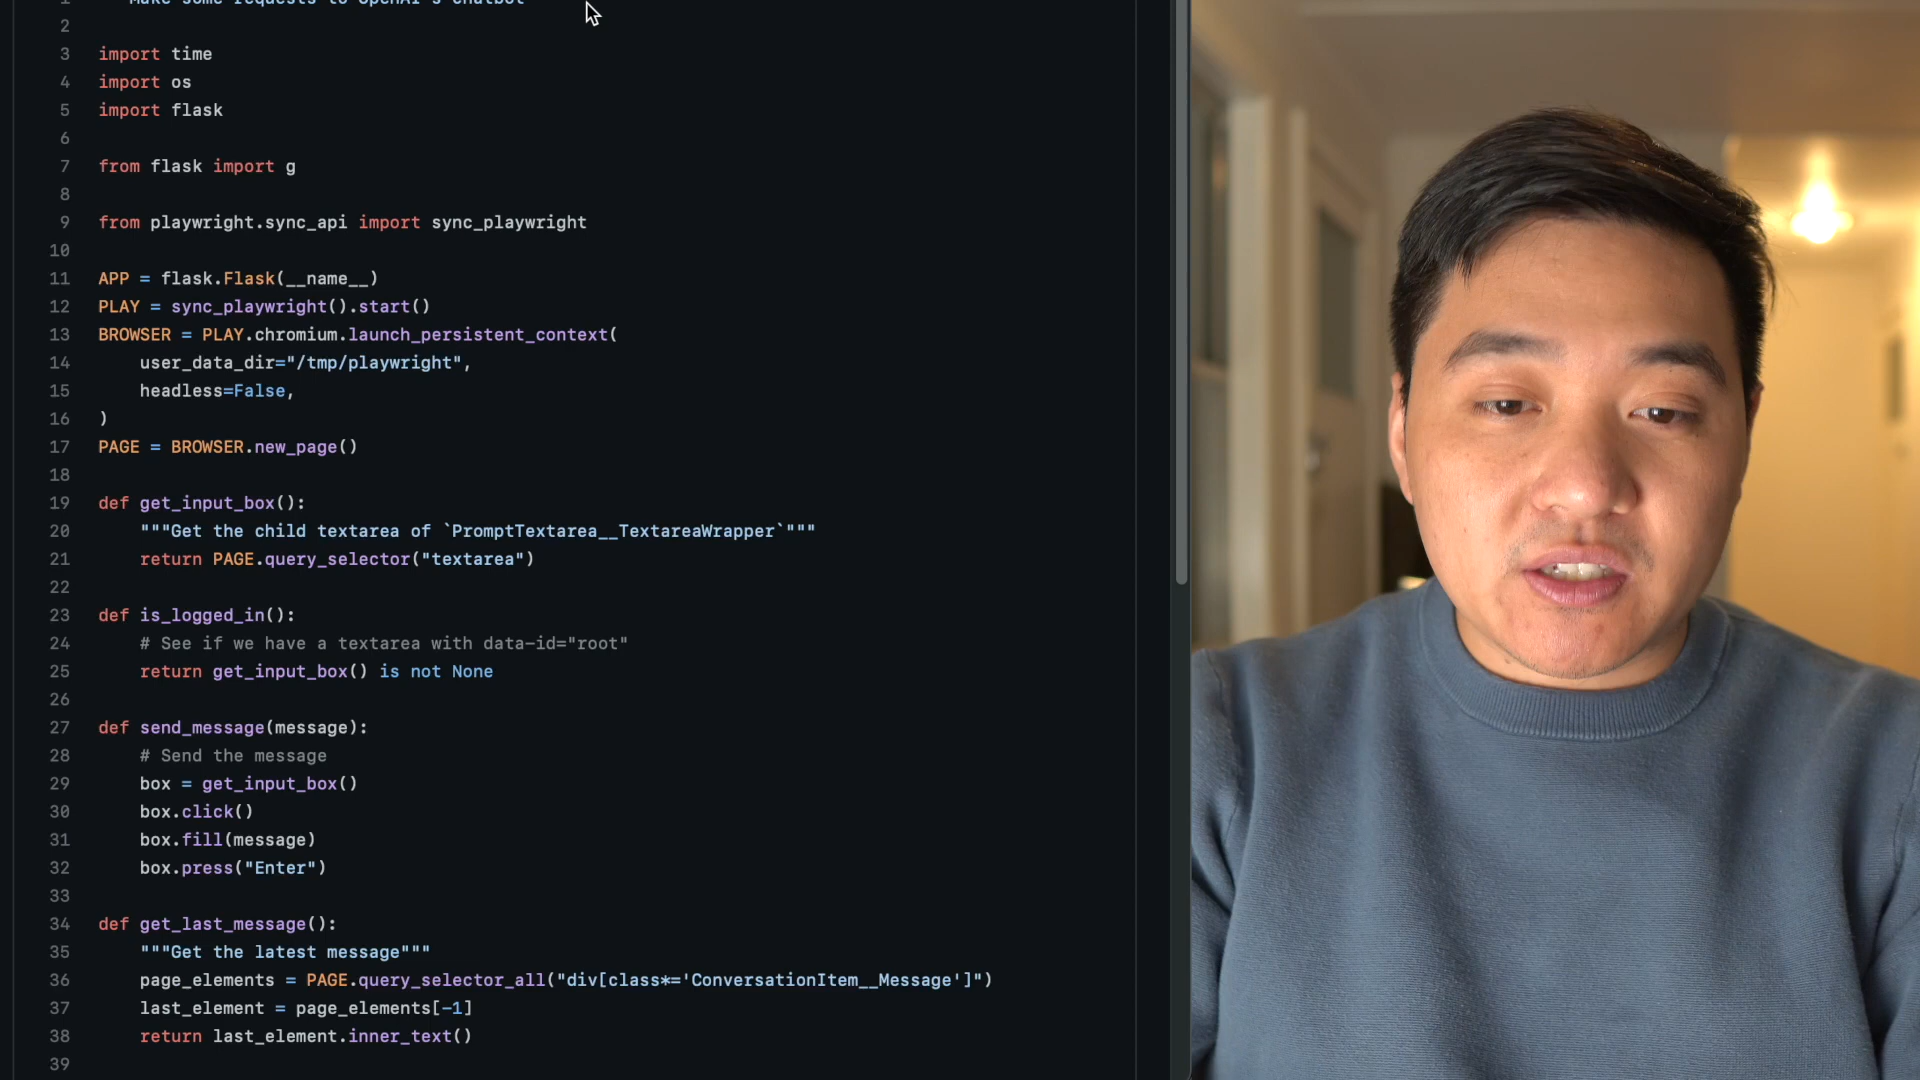 1 Make some requests to OpenAI's chatbot
2
3 import time
4 import os
5 import flask
6
7 from flask import g
8
9 from playwright.sync_api import sync_playwright
10
11 APP = flask.Flask(__name__)
12 PLAY = sync_playwright().start()
13 BROWSER = PLAY.chromium.launch_persistent_context(
14     user_data_dir="/tmp/playwright",
15     headless=False,
16 )
17 PAGE = BROWSER.new_page()
18
19 def get_input_box():
20     """Get the child textarea of `PromptTextarea__TextareaWrapper`"""
21     return PAGE.query_selector("textarea")
22
23 def is_logged_in():
24     # See if we have a textarea with data-id="root"
25     return get_input_box() is not None
26
27 def send_message(message):
28     # Send the message
29     box = get_input_box()
30     box.click()
31     box.fill(message)
32     box.press("Enter")
33
34 def get_last_message():
35     """Get the latest message"""
36     page_elements = PAGE.query_selector_all("div[class*='ConversationItem__Message']")
37     last_element = page_elements[-1]
38     return last_element.inner_text()
39